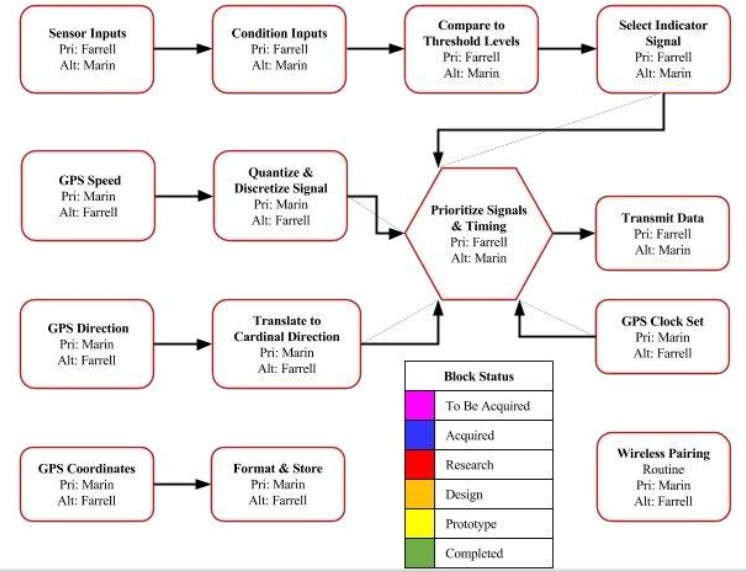 Sensor Inputs
Pri: Farrell
Alt: Marin
Condition Inputs
Pri: Farrell
Alt: Marin
Compare to
Threshold Levels
Pri: Farrell
Alt: Marin
Select Indicator
Signal
Pri: Farrell
Alt: Marin
GPS Speed
Pri: Marin
Alt: Farrell
Quantize &
Discretize Signal
Pri: Marin
Alt: Farrell
Prioritize Signals
& Timing
Pri: Farrell
Alt: Marin
Transmit Data
Pri: Farrell
Alt: Marin
GPS Direction
Pri: Marin
Alt: Farrell
Translate to
Cardinal Direction
Pri: Marin
Alt: Farrell
GPS Clock Set
Pri: Marin
Alt: Farrell
GPS Coordinates
Pri: Marin
Alt: Farrell
Format & Store
Pri: Marin
Alt: Farrell
Block Status
To Be Acquired
Acquired
Research
Design
Prototype
Completed
Wireless Pairing
Routine
Pri: Marin
Alt: Farrell